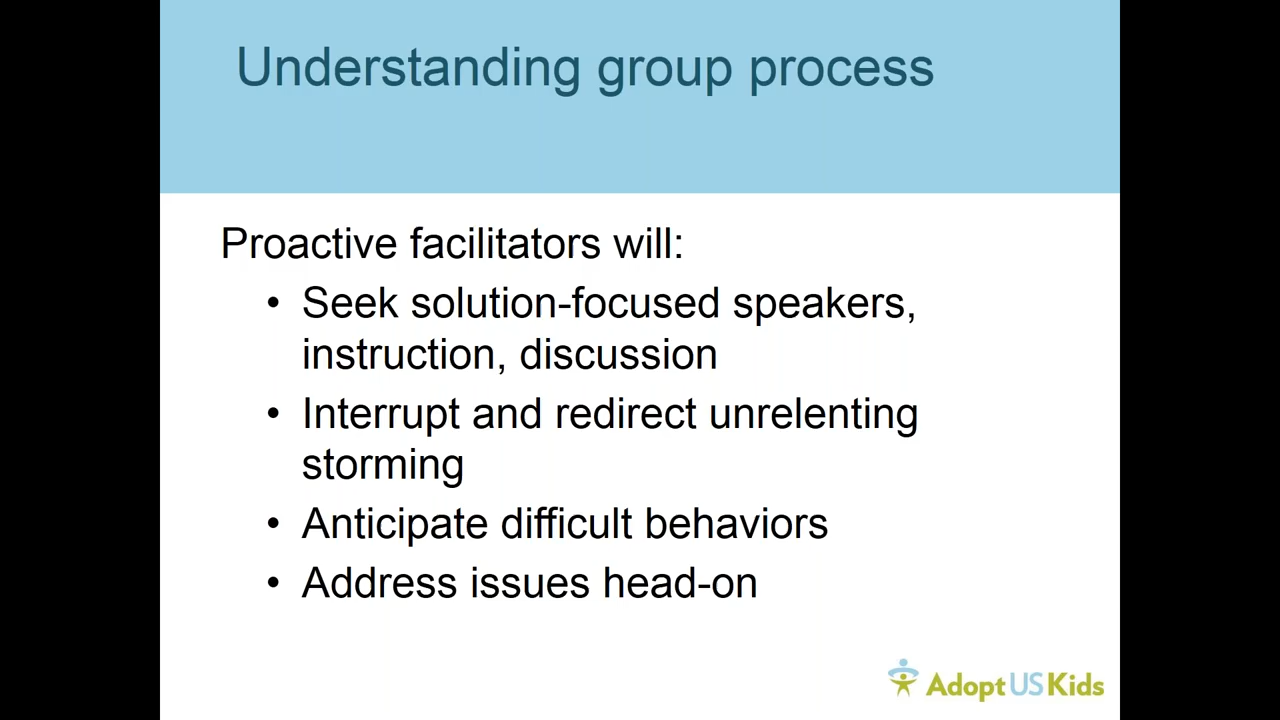 Understanding group process
Proactive facilitators will:
• Seek solution-focused speakers,
instruction, discussion
• Interrupt and redirect unrelenting
storming
• Anticipate difficult behaviors
• Address issues head-on
AdoptUSKids